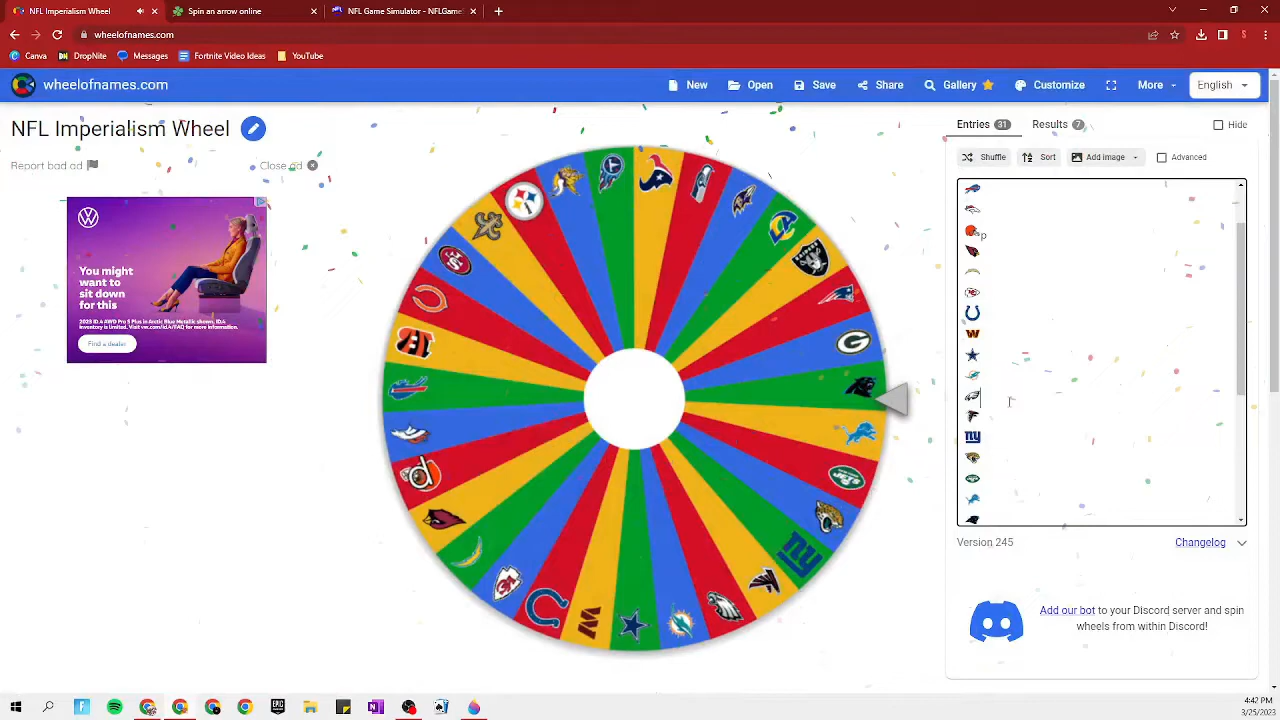 NFL Imperialism Wheel
Spin an arrow online
NFL Game Simulator - NFLGame
wheelofnames.com
Canva
DropNite
Messages
Fortnite Video Ideas
YouTube
wheelofnames.com
New
Open
Save
Share
Gallery
Customize
More
English
NFL Imperialism Wheel
Report bad ad
Close ad
You might
want to
sit down
for this
Find a dealer
Entries 31
Results 7
Hide
Shuffle
Sort
Add image
Advanced
p
Version 245
Changelog
Add our bot to your Discord server and spin
wheels from within Discord!
4:42 PM
3/25/2023